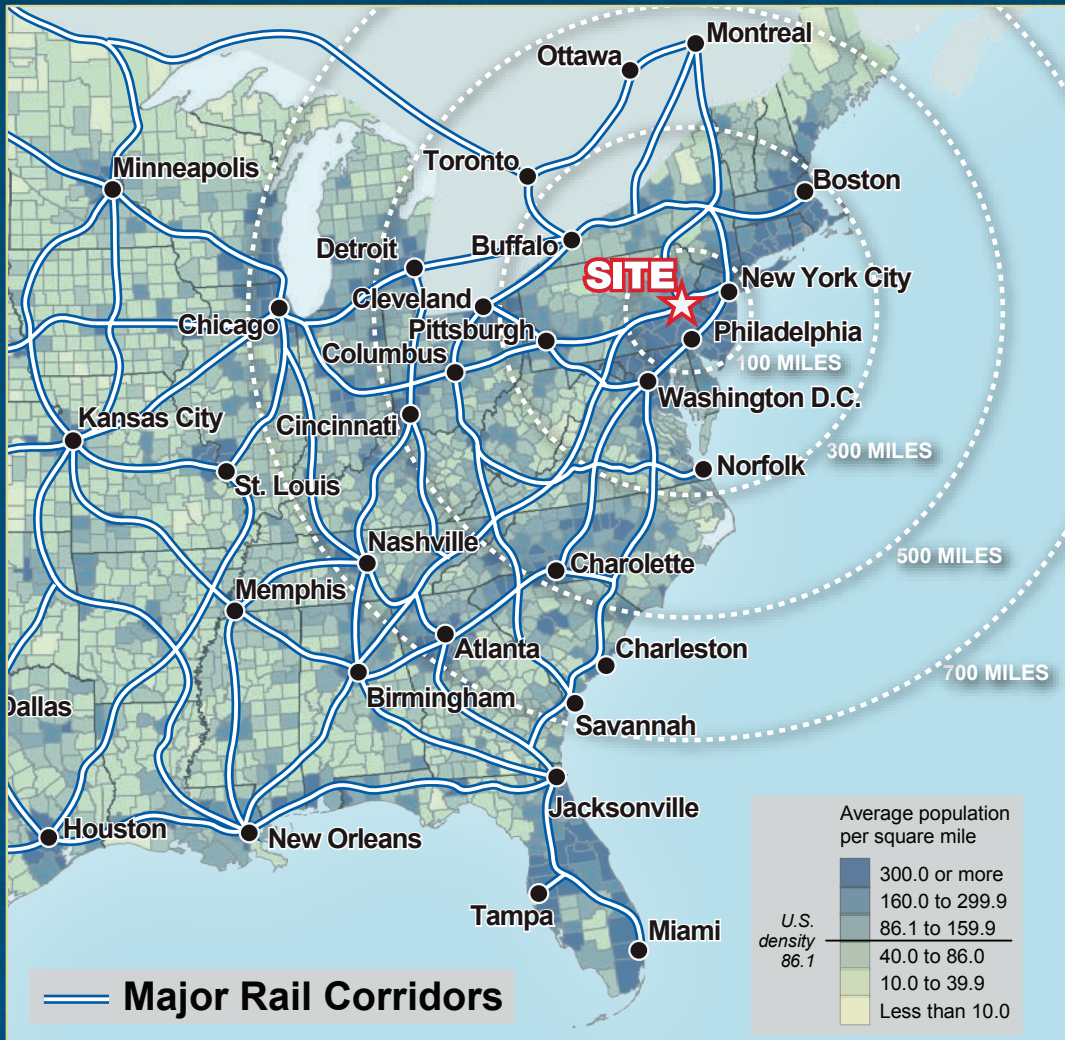 Montreal
Ottawa
Toronto
Minneapolis
Boston
Detroit
Buffalo
SITE
New York City
Cleveland
Chicago
Pittsburgh
Philadelphia
Columbus
100 MILES
Washington D.C.
Kansas City
Cincinnati
300 MILES
Norfolk
St. Louis
Nashville
500 MILES
Charolette
Memphis
Atlanta
Charleston
700 MILES
Birmingham
Dallas
Savannah
Jacksonville
Houston
New Orleans
Tampa
Miami
Average population
per square mile
300.0 or more
160.0 to 299.9
86.1 to 159.9
U.S.
density
86.1
40.0 to 86.0
10.0 to 39.9
Less than 10.0
Major Rail Corridors